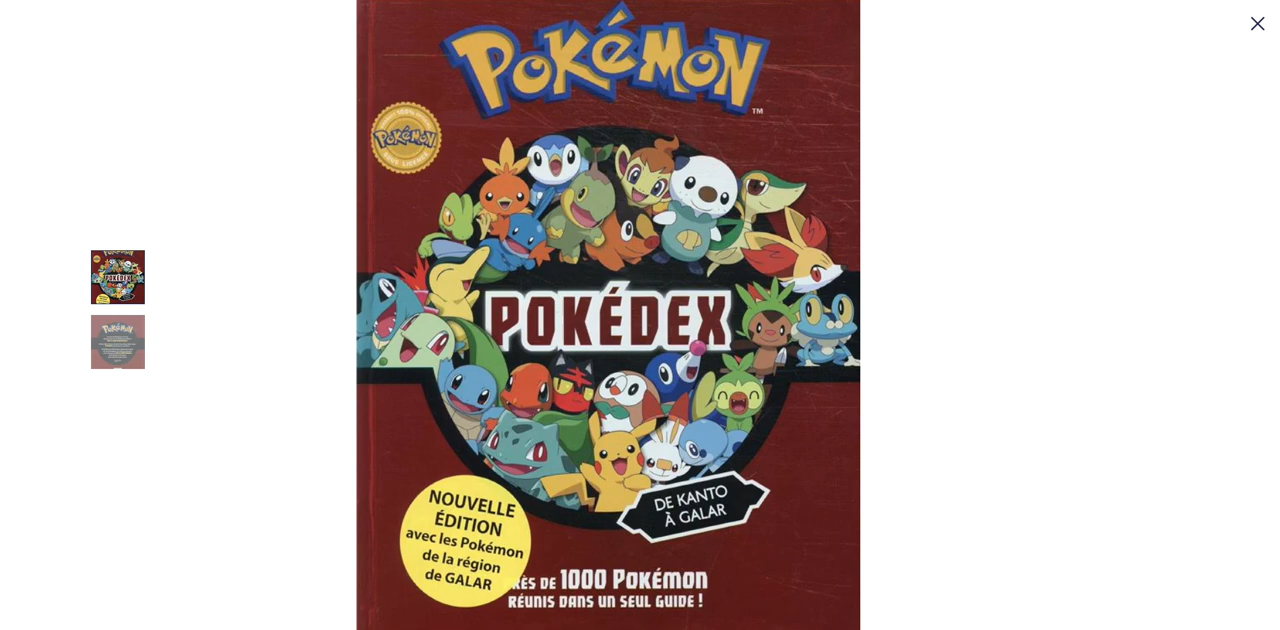 POKÉMON
TM
POKÉMON
POKÉDEX
DE KANTO
À GALAR
NOUVELLE
ÉDITION
avec les Pokémon
de la région
de GALAR
DE 1000 POKÉMON
RÉUNIS DANS UN SEUL GUIDE !